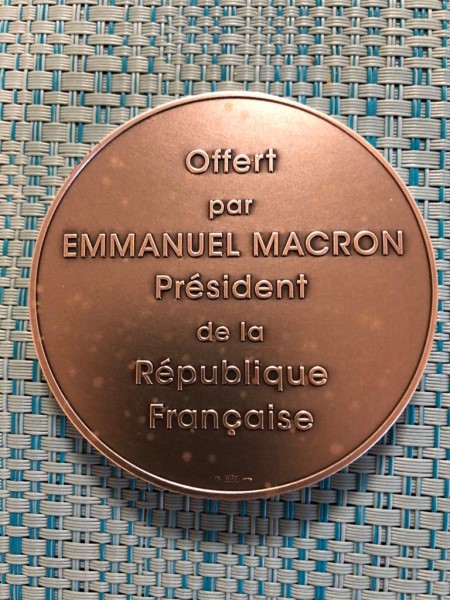 Offert
par
EMMANUEL MACRON
Président
de la
République
Française